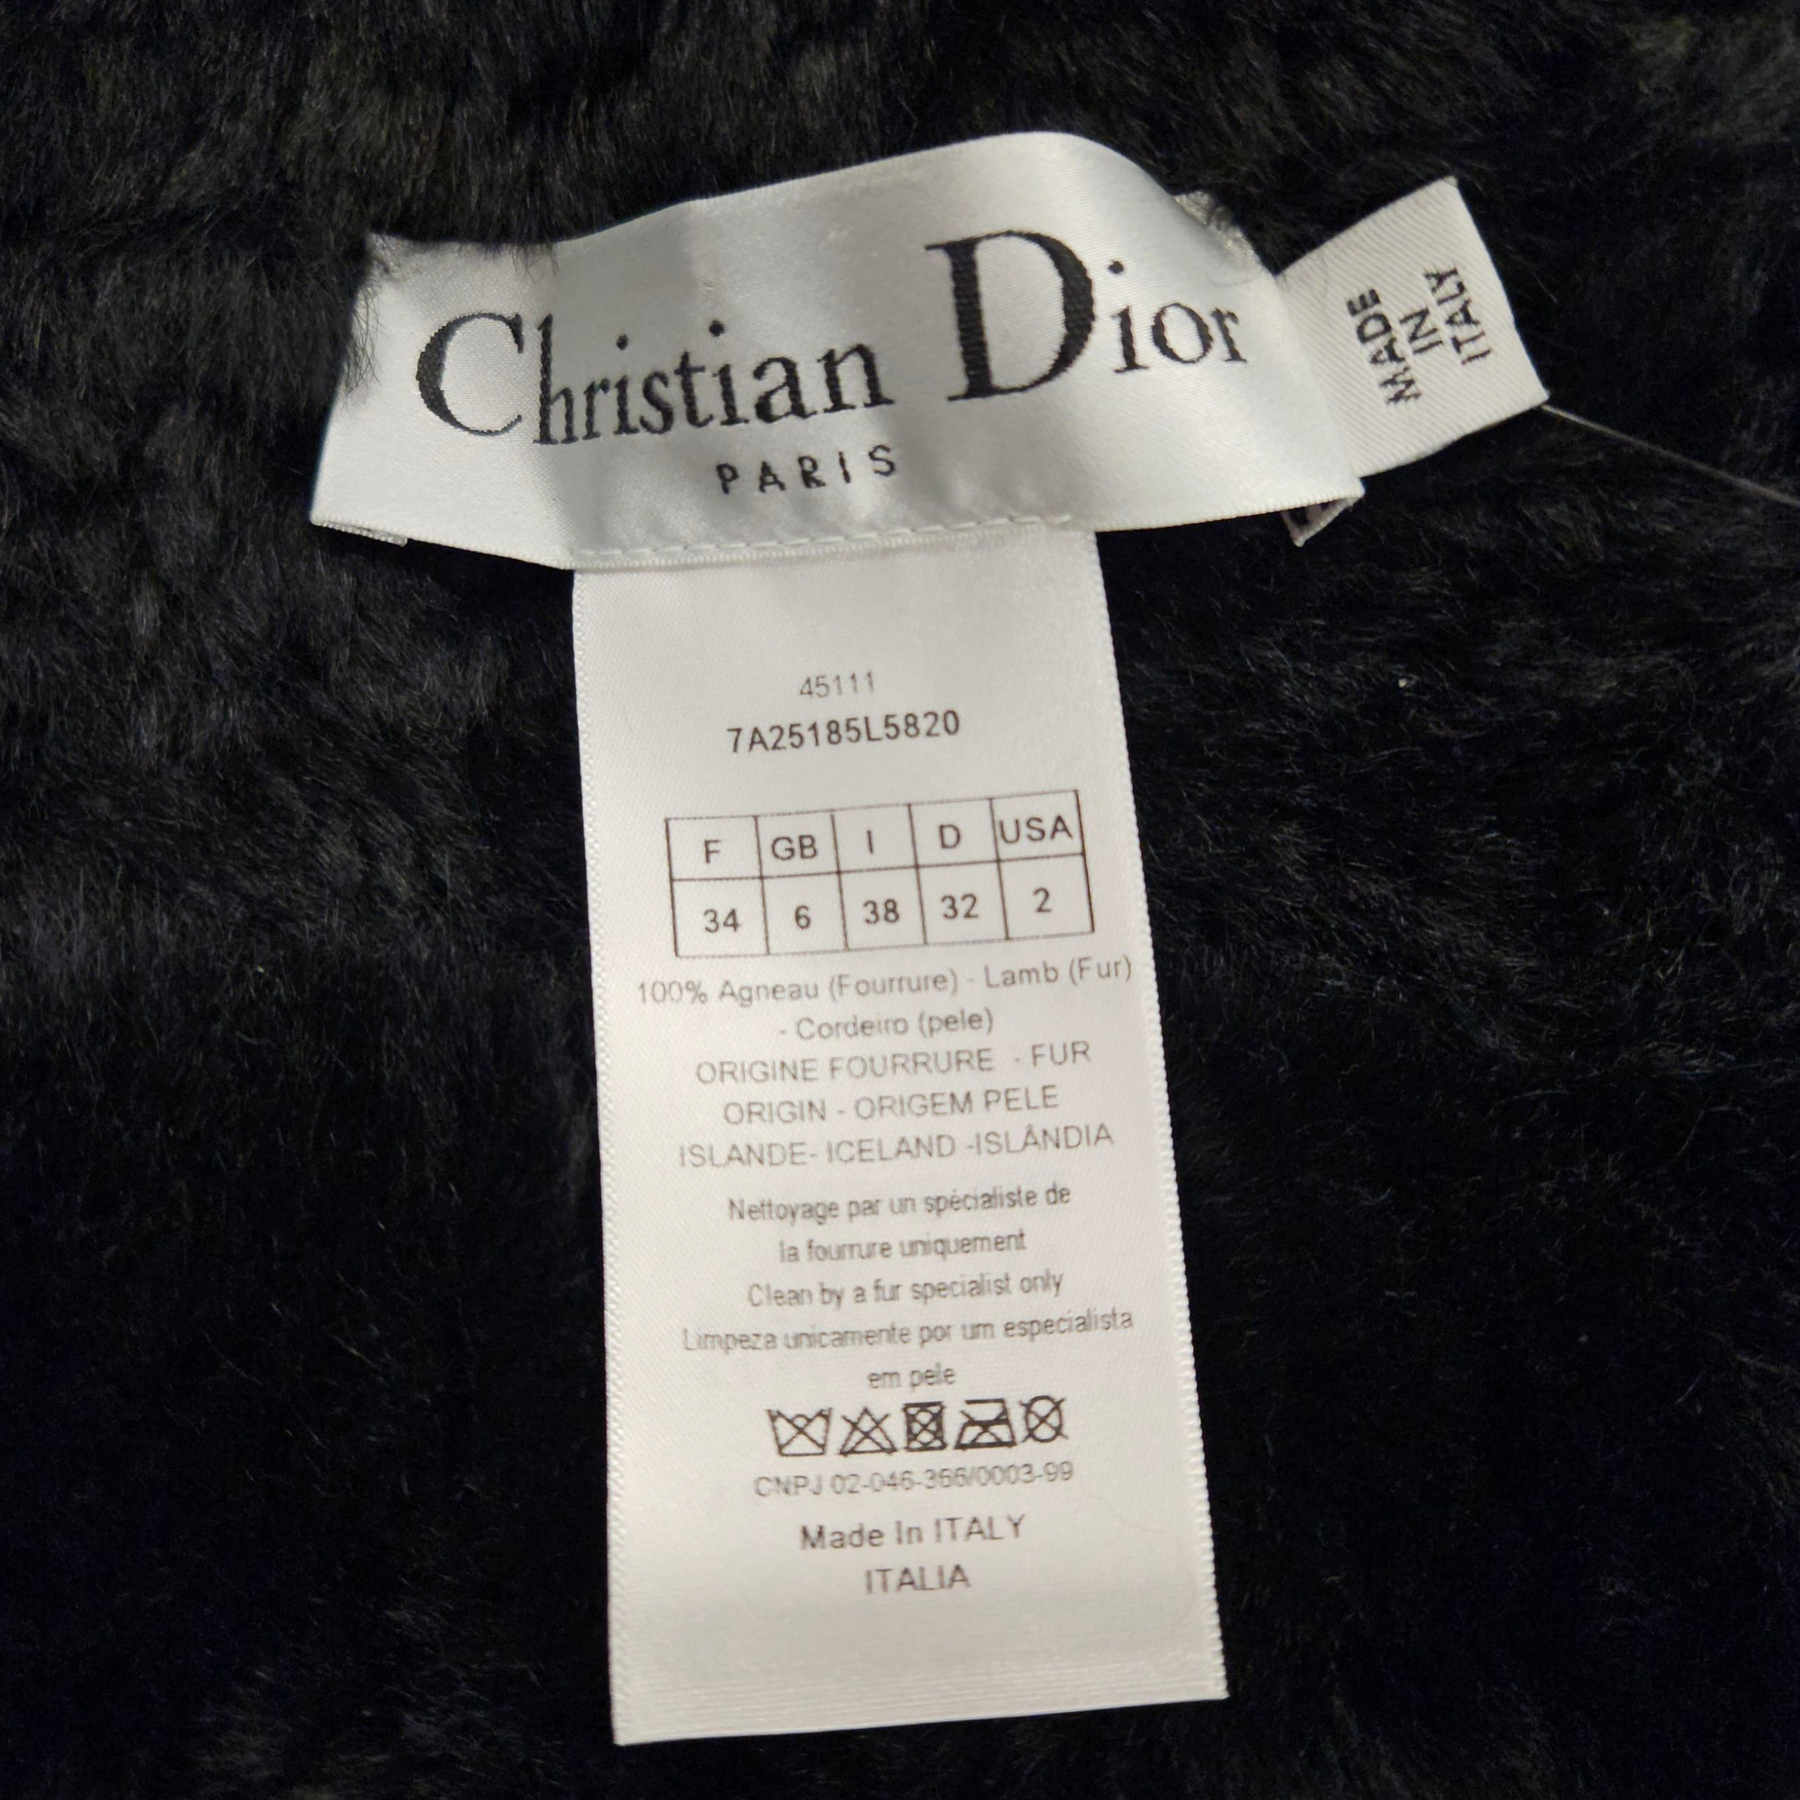 Christian Dior
PARIS
MADE
IN
ITALY
45111
7A25185L5820
F GB I D USA
34 6 38 32 2
100% Agneau (Fourrure) - Lamb (Fur)
- Cordeiro (pele)
ORIGINE FOURRURE - FUR
ORIGIN - ORIGEM PELE
ISLANDE- ICELAND -ISLÂNDIA
Nettoyage par un spécialiste de
la fourrure uniquement
Clean by a fur specialist only
Limpeza unicamente por um especialista
em pele
CNPJ 02-046-366/0003-99
Made In ITALY
ITALIA